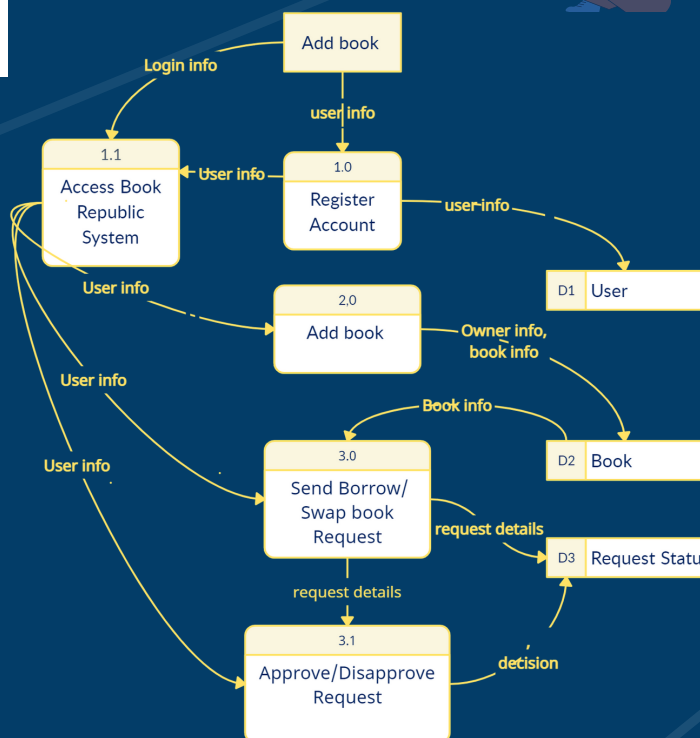 Add book
Login info
user info
1.1
Access Book
Republic
System
User info
1.0
Register
Account
user info
D1 User
User info
2,0
Add book
Owner info,
book info
User info
Book info
3.0
Send Borrow/
Swap book
Request
D2 Book
User info
request details
D3 Request Statu
request details
3.1
Approve/Disapprove
Request
decision